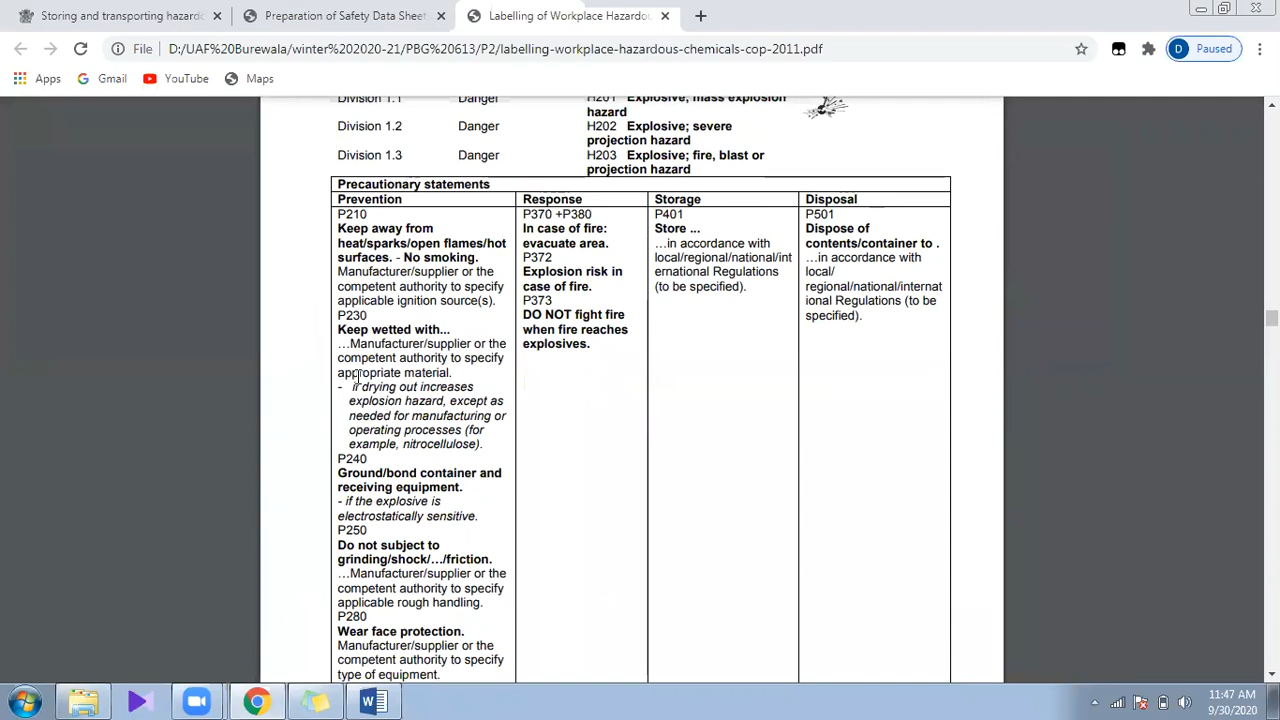 Storing and transporting hazardo
Preparation of Safety Data Sheet
Labelling of Workplace Hazardou
File
D:/UAF%20Burewala/winter%202020-21/PBG%20613/P2/labelling-workplace-hazardous-chemicals-cop-2011.pdf
D Paused
Apps
Gmail
YouTube
Maps
Division 1.1 Danger H201 Explosive; mass explosion
hazard
Division 1.2 Danger H202 Explosive; severe
projection hazard
Division 1.3 Danger H203 Explosive; fire, blast or
projection hazard
Precautionary statements
Prevention
P210
Keep away from
heat/sparks/open flames/hot
surfaces. - No smoking.
Manufacturer/supplier or the
competent authority to specify
applicable ignition source(s).
P230
Keep wetted with...
…Manufacturer/supplier or the
competent authority to specify
appropriate material.
- if drying out increases
explosion hazard, except as
needed for manufacturing or
operating processes (for
example, nitrocellulose).
P240
Ground/bond container and
receiving equipment.
- if the explosive is
electrostatically sensitive.
P250
Do not subject to
grinding/shock/…/friction.
…Manufacturer/supplier or the
competent authority to specify
applicable rough handling.
P280
Wear face protection.
Manufacturer/supplier or the
competent authority to specify
type of equipment.
Response
P370 +P380
In case of fire:
evacuate area.
P372
Explosion risk in
case of fire.
P373
DO NOT fight fire
when fire reaches
explosives.
Storage
P401
Store ...
…in accordance with
local/regional/national/int
ernational Regulations
(to be specified).
Disposal
P501
Dispose of
contents/container to .
…in accordance with
local/
regional/national/internat
ional Regulations (to be
specified).
11:47 AM
9/30/2020